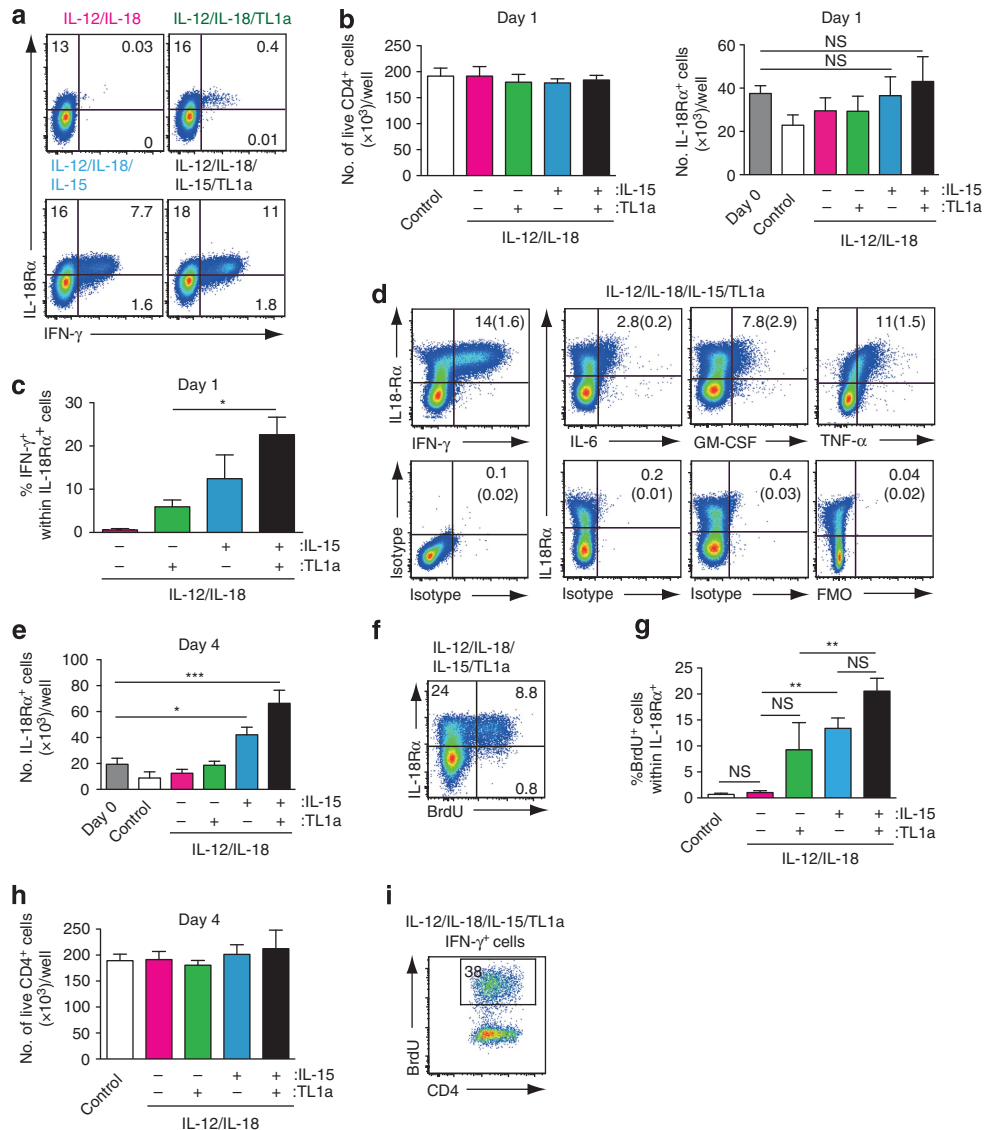 a
IL-12/IL-18
IL-12/IL-18/TL1a
13
0.03
0
16
0.4
0.01
IL-12/IL-18/
IL-15
IL-12/IL-18/
IL-15/TL1a
16
7.7
1.6
18
11
1.8
IL-18Rα
IFN-γ
b
Day 1
No. of live CD4+ cells
(×10³)/well
250
200
150
100
50
0
Control
– – + + :IL-15
– + – + :TL1a
IL-12/IL-18
Day 1
NS
NS
No. IL-18Rα+ cells
(×10³)/well
60
40
20
0
Day 0
Control
– – + + :IL-15
– + – + :TL1a
IL-12/IL-18
c
Day 1
*
% IFN-γ+
within IL-18Rα+ cells
30
20
10
0
– – + + :IL-15
– + – + :TL1a
IL-12/IL-18
d
IL-12/IL-18/IL-15/TL1a
14(1.6)
IL18-Rα
IFN-γ
2.8(0.2)
IL-6
7.8(2.9)
GM-CSF
11(1.5)
TNF-α
IL18Rα
0.1
(0.02)
Isotype
Isotype
0.2
(0.01)
Isotype
0.4
(0.03)
Isotype
0.04
(0.02)
FMO
e
Day 4
***
*
No. IL-18Rα+ cells
(×10³)/well
100
80
60
40
20
0
Day 0
Control
– – + + :IL-15
– + – + :TL1a
IL-12/IL-18
f
IL-12/IL-18/
IL-15/TL1a
24
8.8
0.8
IL-18Rα
BrdU
g
**
NS
**
NS
NS
%BrdU+ cells
within IL-18Rα+
25
20
15
10
5
0
Control
– – + + :IL-15
– + – + :TL1a
IL-12/IL-18
h
Day 4
No. of live CD4+ cells
(×10³)/well
250
200
150
100
50
0
Control
– – + + :IL-15
– + – + :TL1a
IL-12/IL-18
i
IL-12/IL-18/IL-15/TL1a
IFN-γ+ cells
38
BrdU
CD4